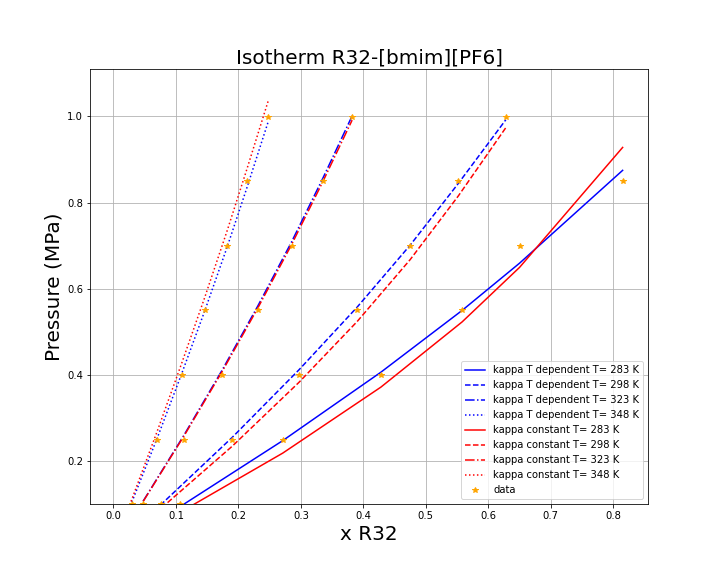 Isotherm R32-[bmim][PF6]
Pressure (MPa)
1.0
0.8
0.6
0.4
0.2
0.0
0.1
0.2
0.3
0.4
0.5
0.6
0.7
0.8
x R32
kappa T dependent T= 283 K
kappa T dependent T= 298 K
kappa T dependent T= 323 K
kappa T dependent T= 348 K
kappa constant T= 283 K
kappa constant T= 298 K
kappa constant T= 323 K
kappa constant T= 348 K
data